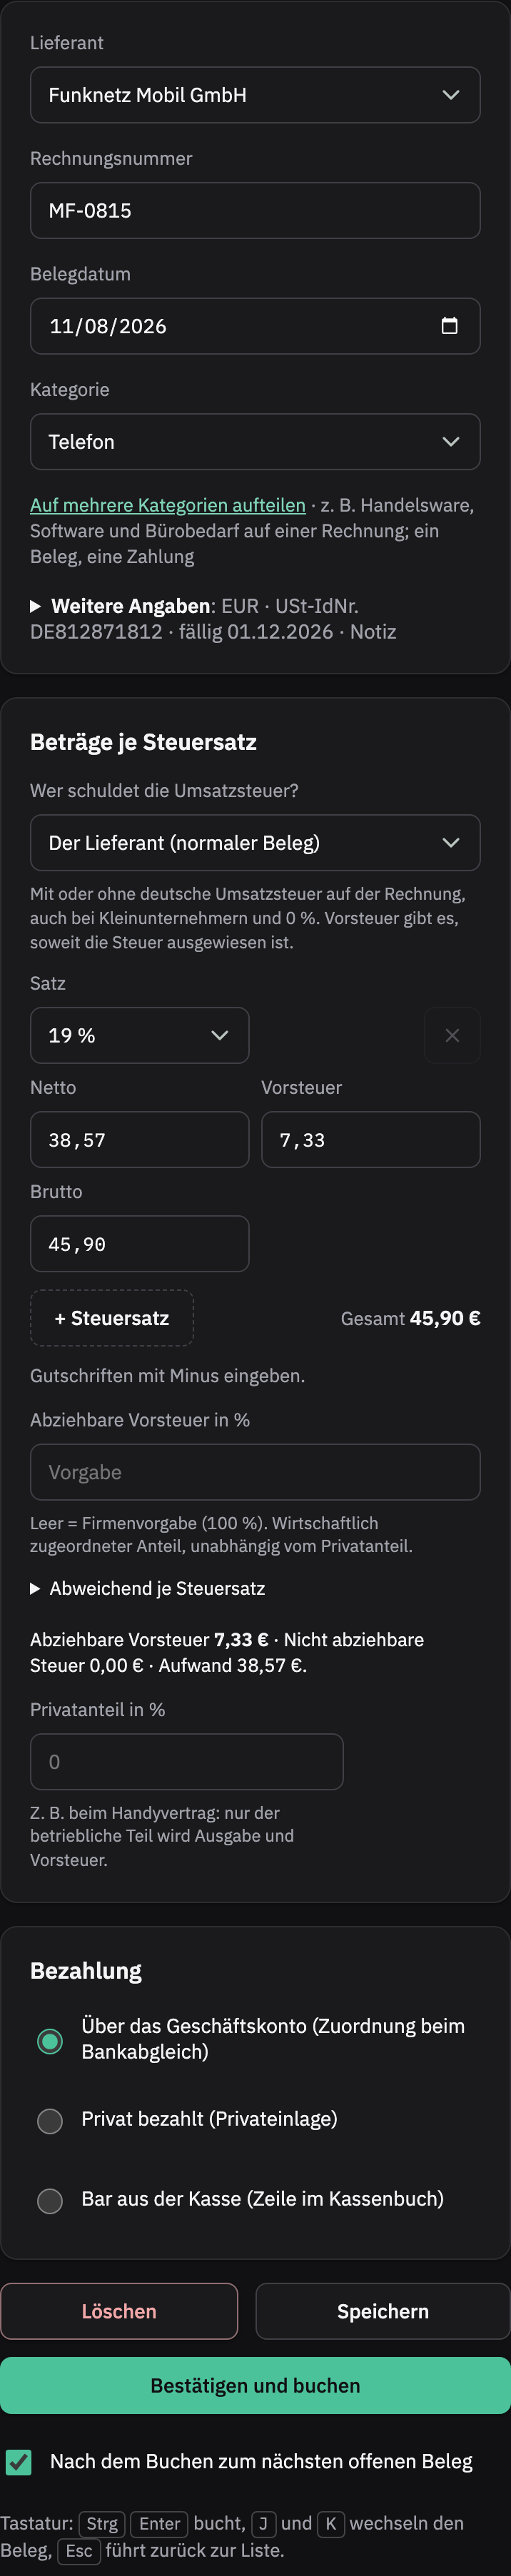 Lieferant
Funknetz Mobil GmbH
Rechnungsnummer
MF-0815
Belegdatum
11/08/2026
Kategorie
Telefon
Auf mehrere Kategorien aufteilen · z. B. Handelsware,
Software und Bürobedarf auf einer Rechnung; ein
Beleg, eine Zahlung
Weitere Angaben: EUR · USt-IdNr.
DE812871812 · fällig 01.12.2026 · Notiz
Beträge je Steuersatz
Wer schuldet die Umsatzsteuer?
Der Lieferant (normaler Beleg)
Mit oder ohne deutsche Umsatzsteuer auf der Rechnung,
auch bei Kleinunternehmern und 0 %. Vorsteuer gibt es,
soweit die Steuer ausgewiesen ist.
Satz
19 %
Netto Vorsteuer
38,57 7,33
Brutto
45,90
+ Steuersatz Gesamt 45,90 €
Gutschriften mit Minus eingeben.
Abziehbare Vorsteuer in %
Vorgabe
Leer = Firmenvorgabe (100 %). Wirtschaftlich
zugeordneter Anteil, unabhängig vom Privatanteil.
Abweichend je Steuersatz
Abziehbare Vorsteuer 7,33 € · Nicht abziehbare
Steuer 0,00 € · Aufwand 38,57 €.
Privatanteil in %
0
Z. B. beim Handyvertrag: nur der
betriebliche Teil wird Ausgabe und
Vorsteuer.
Bezahlung
Über das Geschäftskonto (Zuordnung beim
Bankabgleich)
Privat bezahlt (Privateinlage)
Bar aus der Kasse (Zeile im Kassenbuch)
Löschen Speichern
Bestätigen und buchen
Nach dem Buchen zum nächsten offenen Beleg
Tastatur: Strg Enter bucht, J und K wechseln den
Beleg, Esc führt zurück zur Liste.